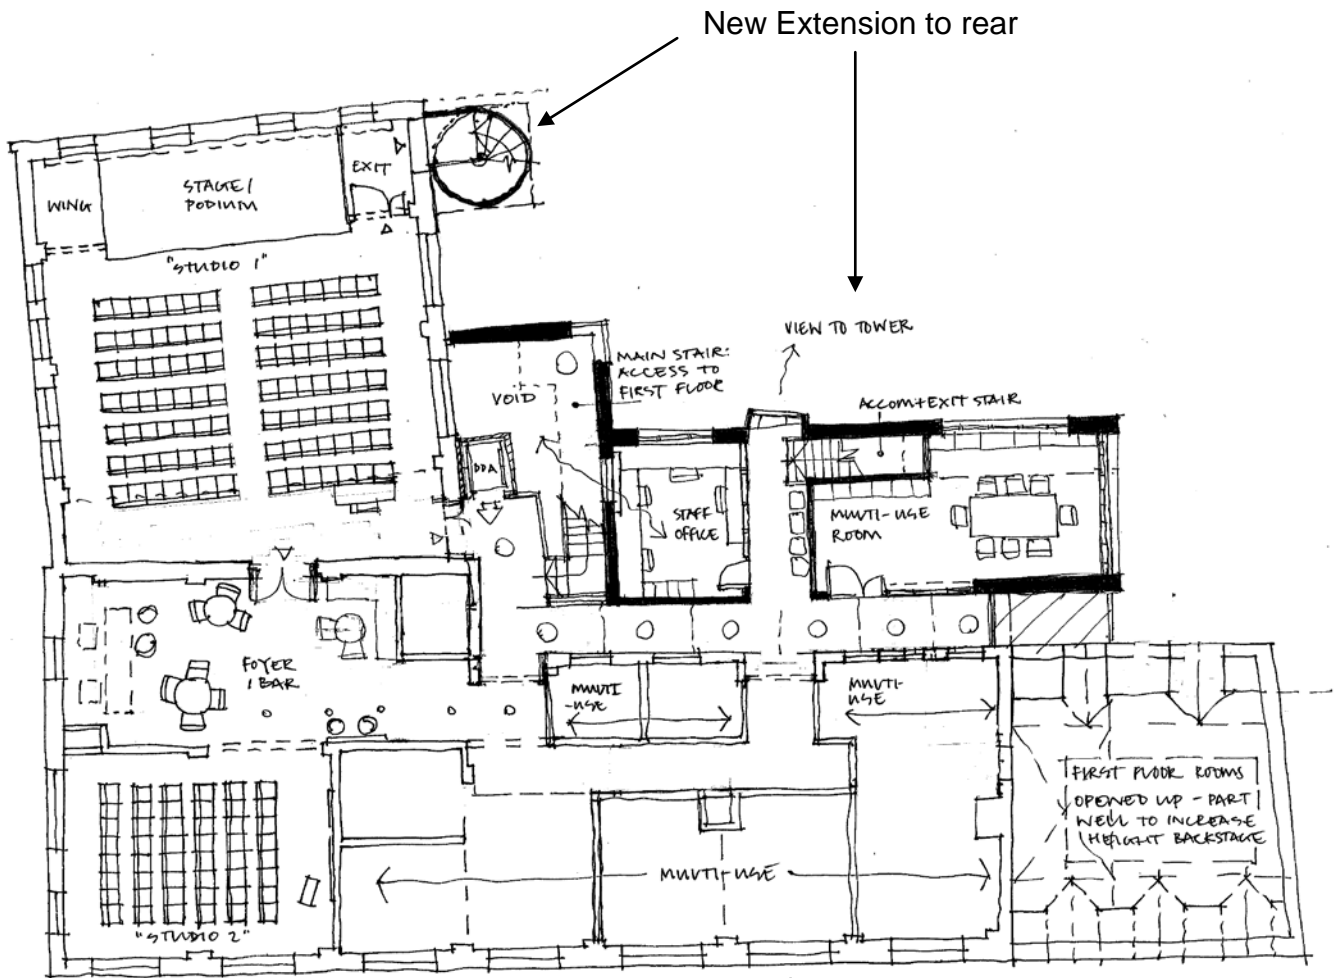 New Extension to rear
EXIT
STAGE/
PODIUM
WING
"STUDIO 1"
VIEW TO TOWER
MAIN STAIR:
ACCESS TO
FIRST FLOOR
VOID
ACCOM+EXIT STAIR
DDA
STAFF
OFFICE
MULTI-USE
ROOM
FOYER
/BAR
MULTI
-USE
MULTI-
USE
FIRST FLOOR ROOMS
OPENED UP - PART
WELL TO INCREASE
HEIGHT BACKSTAGE
MULTI-USE
"STUDIO 2"